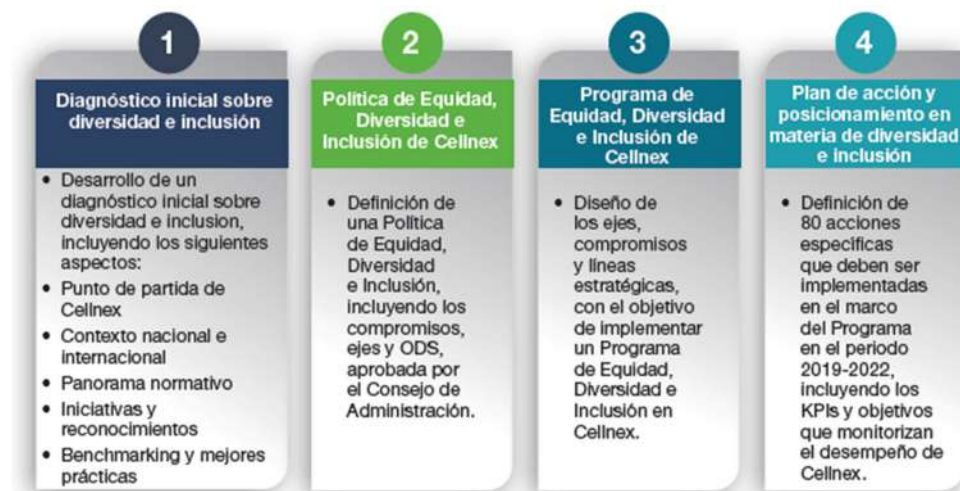 1
Diagnóstico inicial sobre
diversidad e inclusión
• Desarrollo de un
diagnóstico inicial sobre
diversidad e inclusion,
incluyendo los siguientes
aspectos:
• Punto de partida de
Cellnex
• Contexto nacional e
internacional
• Panorama normativo
• Iniciativas y
reconocimientos
• Benchmarking y mejores
prácticas
2
Política de Equidad,
Diversidad e
Inclusión de Cellnex
• Definición de
una Política
de Equidad,
Diversidad
e Inclusión,
incluyendo los
compromisos,
ejes y ODS,
aprobada por
el Consejo de
Administración.
3
Programa de
Equidad, Diversidad
e Inclusión de
Cellnex
• Diseño de
los ejes,
compromisos
y líneas
estratégicas,
con el objetivo
de implementar
un Programa
de Equidad,
Diversidad e
Inclusión en
Cellnex.
4
Plan de acción y
posicionamiento en
materia de diversidad
e inclusión
• Definición de
80 acciones
especificas
que deben ser
implementadas
en el marco
del Programa
en el periodo
2019-2022,
incluyendo los
KPIs y objetivos
que monitorizan
el desempeño de
Cellnex.